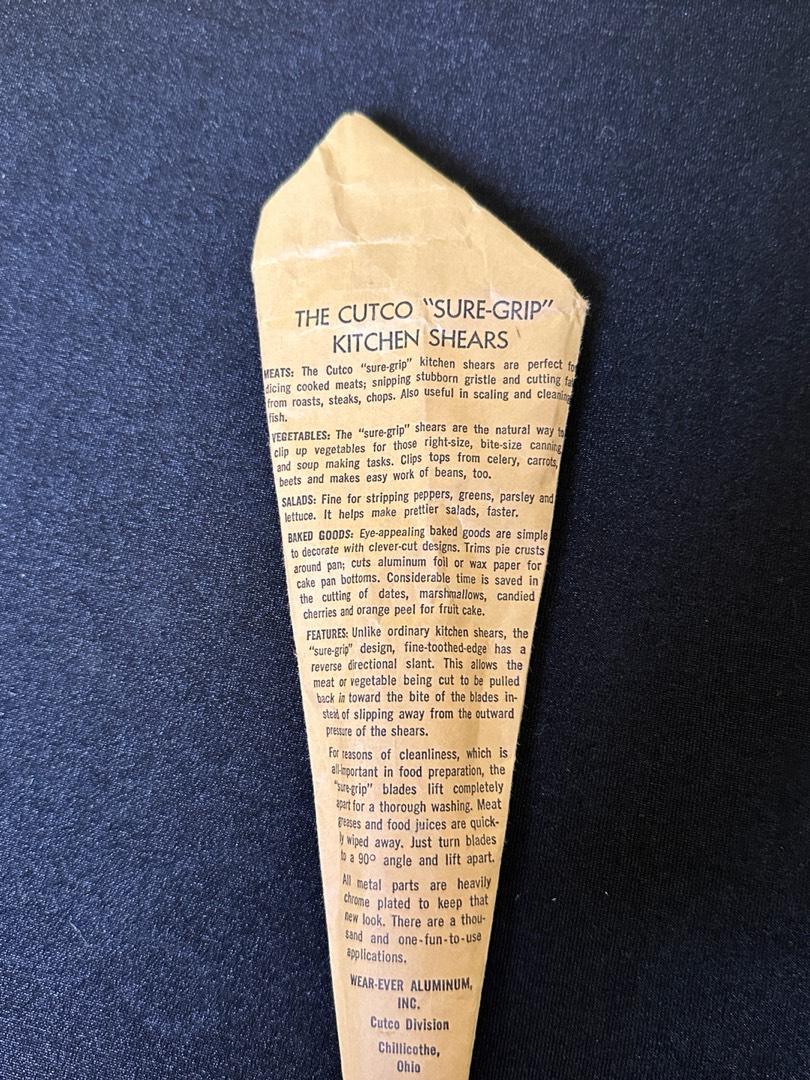 THE CUTCO "SURE-GRIP"
KITCHEN SHEARS
MEATS: The Cutco "sure-grip" kitchen shears are perfect fo
dicing cooked meats; snipping stubborn gristle and cutting fat
from roasts, steaks, chops. Also useful in scaling and cleaning
fish.
VEGETABLES: The "sure-grip" shears are the natural way to
clip up vegetables for those right-size, bite-size canning
and soup making tasks. Clips tops from celery, carrots,
beets and makes easy work of beans, too.
SALADS: Fine for stripping peppers, greens, parsley and
lettuce. It helps make prettier salads, faster.
BAKED GOODS: Eye-appealing baked goods are simple
to decorate with clever-cut designs. Trims pie crusts
around pan; cuts aluminum foil or wax paper for
cake pan bottoms. Considerable time is saved in
the cutting of dates, marshmallows, candied
cherries and orange peel for fruit cake.
FEATURES: Unlike ordinary kitchen shears, the
"sure-grip" design, fine-toothed-edge has a
reverse directional slant. This allows the
meat or vegetable being cut to be pulled
back in toward the bite of the blades in-
stead of slipping away from the outward
pressure of the shears.
For reasons of cleanliness, which is
all-important in food preparation, the
"sure-grip" blades lift completely
apart for a thorough washing. Meat
greases and food juices are quick-
ly wiped away. Just turn blades
to a 90° angle and lift apart.
All metal parts are heavily
chrome plated to keep that
new look. There are a thou-
sand and one-fun-to-use
applications.
WEAR-EVER ALUMINUM,
INC.
Cutco Division
Chillicothe,
Ohio